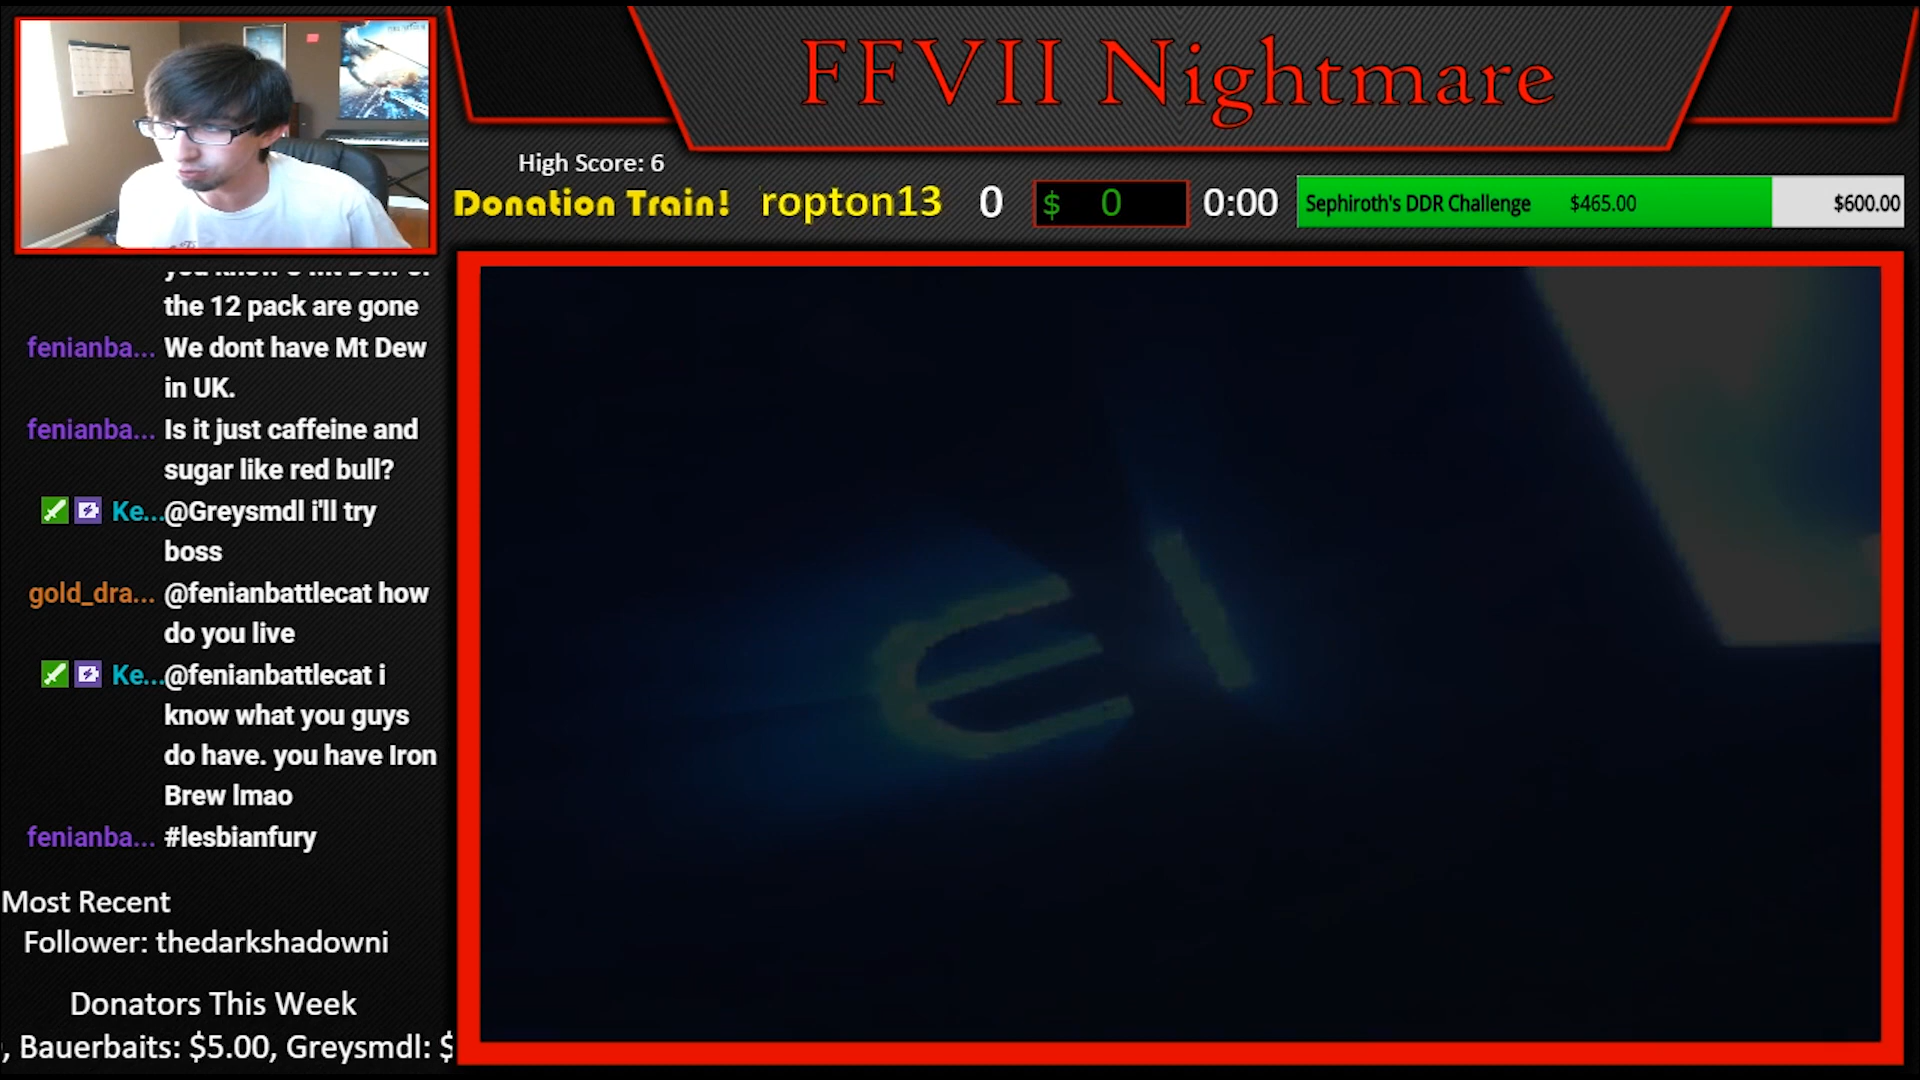 FFVII Nightmare
High Score: 6
Donation Train! ropton13 0 $ 0 0:00 Sephiroth's DDR Challenge $465.00 $600.00
the 12 pack are gone
fenianba... We dont have Mt Dew
in UK.
fenianba... Is it just caffeine and
sugar like red bull?
Ke... @Greysmdl i'll try
boss
gold_dra... @fenianbattlecat how
do you live
Ke... @fenianbattlecat i
know what you guys
do have. you have Iron
Brew lmao
fenianba... #lesbianfury
Most Recent
Follower: thedarkshadowni
Donators This Week
, Bauerbaits: $5.00, Greysmdl: $